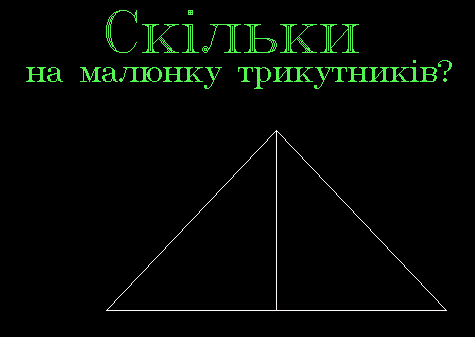 Скільки
на малюнку трикутників?